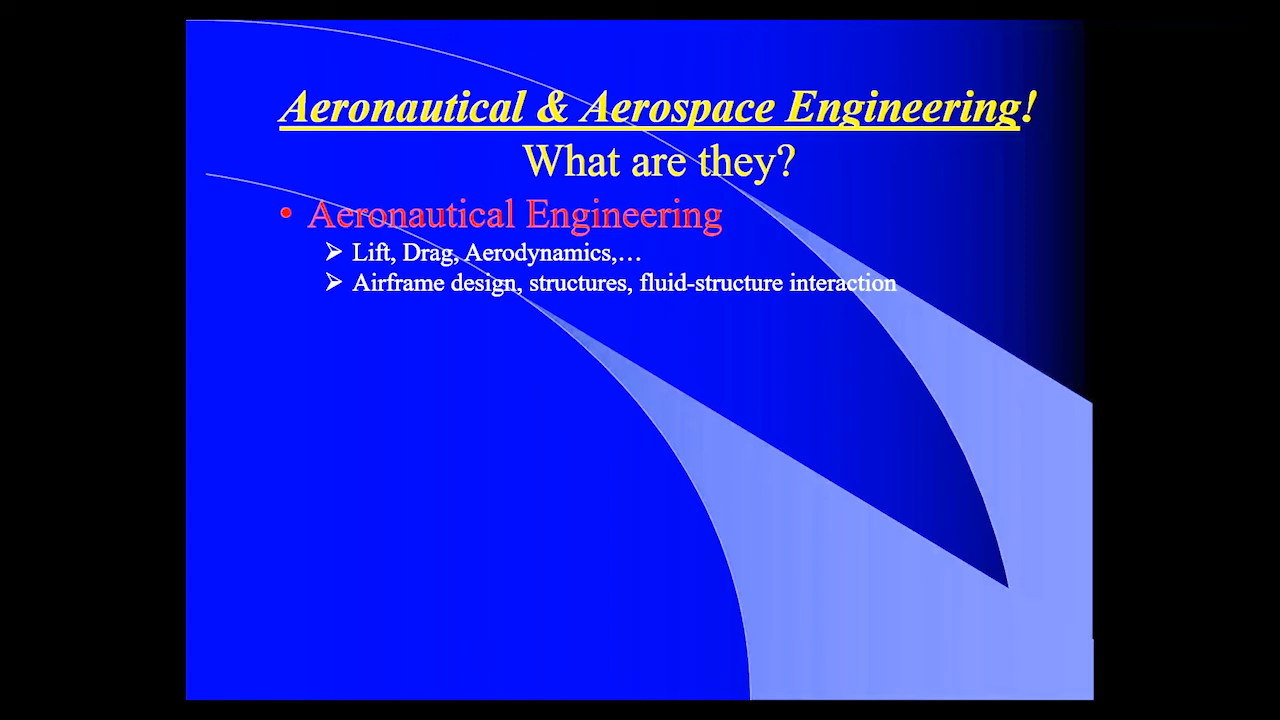 Aeronautical & Aerospace Engineering!
What are they?
• Aeronautical Engineering
➢ Lift, Drag, Aerodynamics,…
➢ Airframe design, structures, fluid-structure interaction